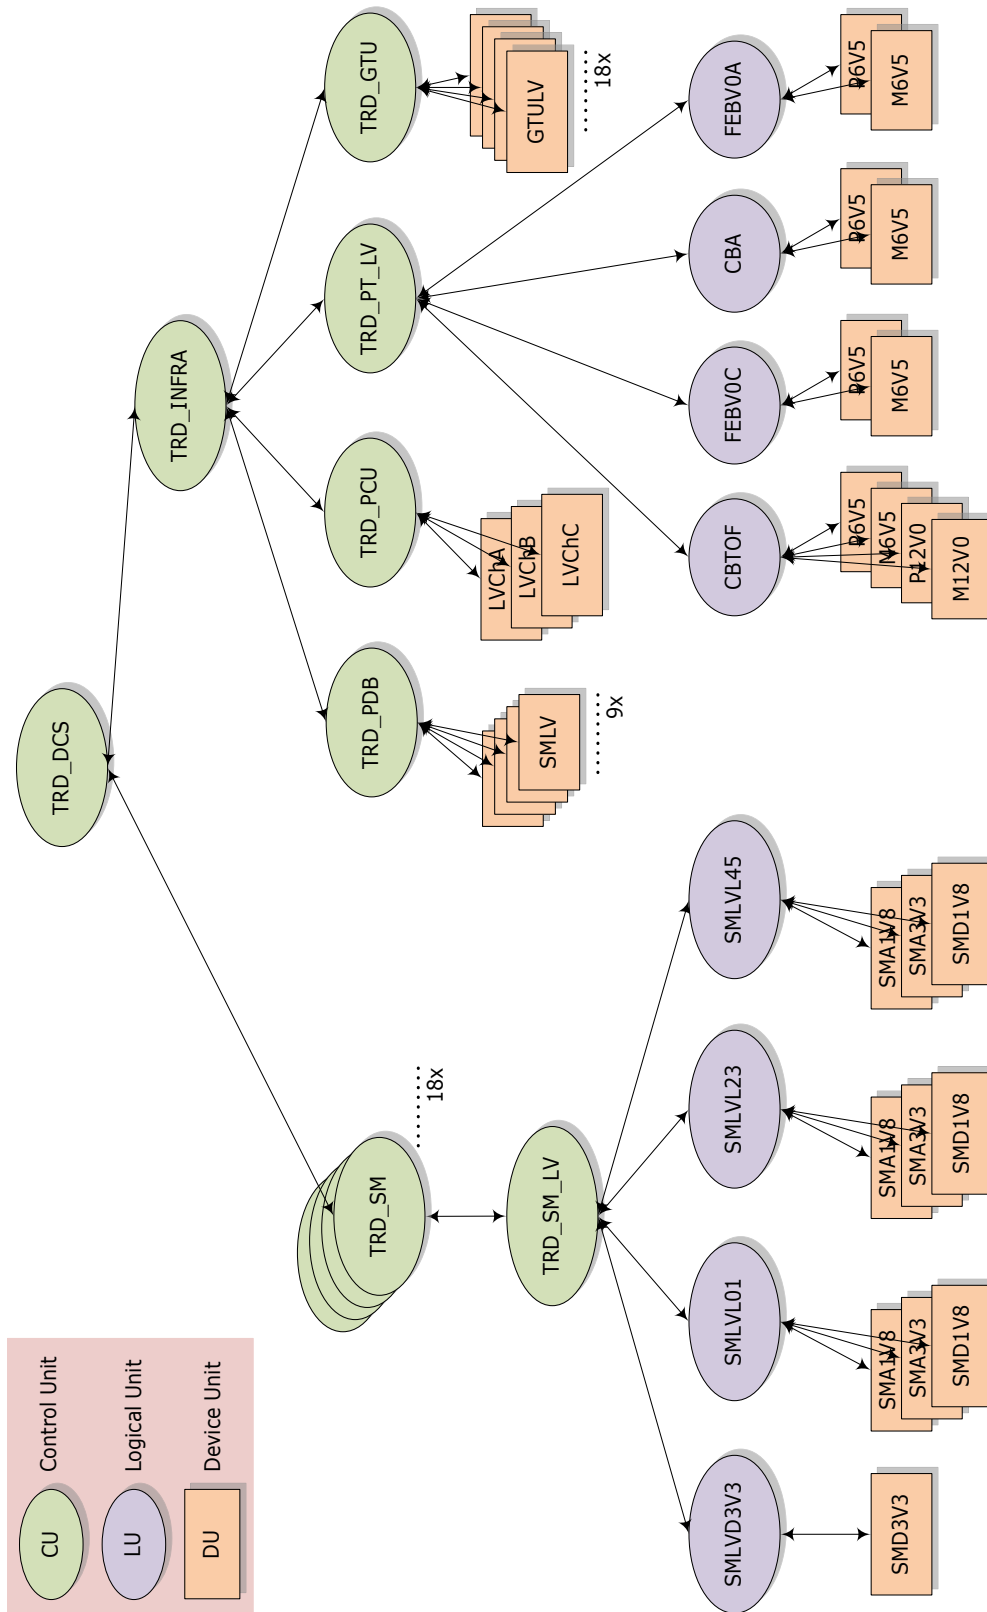 CU
Control Unit
LU
Logical Unit
DU
Device Unit
TRD_DCS
TRD_INFRA
TRD_SM
18x
TRD_PDB
TRD_PCU
TRD_PT_LV
TRD_GTU
SMLV
9x
LVChA
LVChB
LVChC
GTULV
18x
TRD_SM_LV
SMLVD3V3
SMLVL01
SMLVL23
SMLVL45
CBTOF
FEBV0C
CBA
FEBV0A
SMD3V3
SMA1V8
SMA3V3
SMD1V8
SMA1V8
SMA3V3
SMD1V8
SMA1V8
SMA3V3
SMD1V8
P6V5
M6V5
P12V0
M12V0
P6V5
M6V5
P6V5
M6V5
P6V5
M6V5